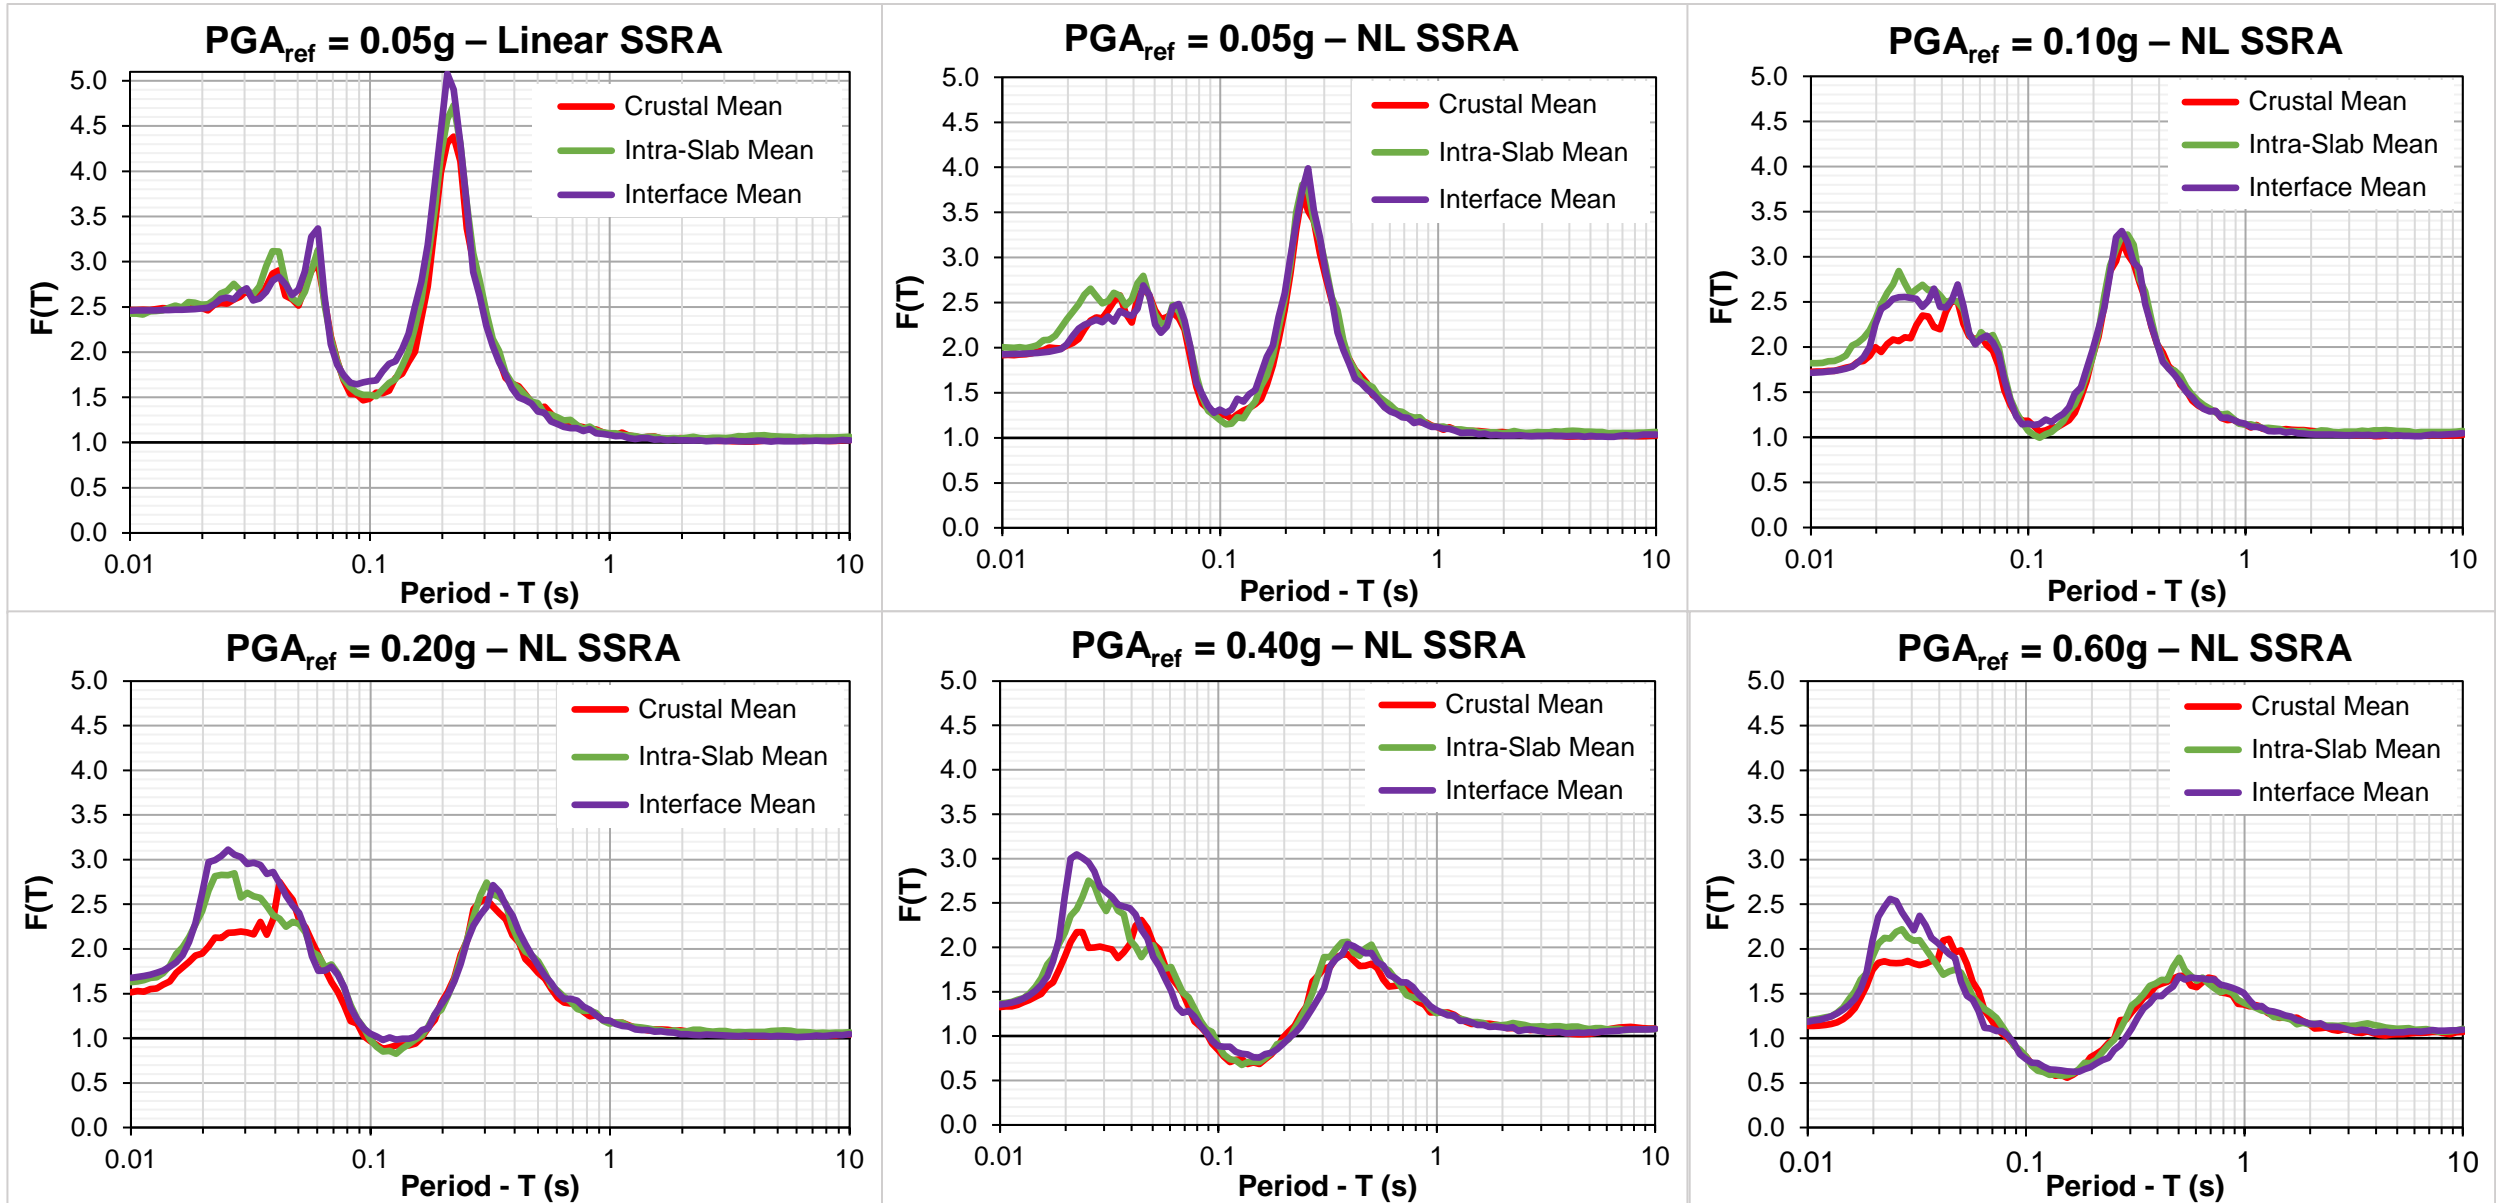 PGAref = 0.05g – Linear SSRA
5.0
4.5
4.0
3.5
3.0
2.5
2.0
1.5
1.0
0.5
0.0
F(T)
Crustal Mean
Intra-Slab Mean
Interface Mean
0.01 0.1 1 10
Period - T (s)
PGAref = 0.05g – NL SSRA
5.0
4.5
4.0
3.5
3.0
2.5
2.0
1.5
1.0
0.5
0.0
F(T)
Crustal Mean
Intra-Slab Mean
Interface Mean
0.01 0.1 1 10
Period - T (s)
PGAref = 0.10g – NL SSRA
5.0
4.5
4.0
3.5
3.0
2.5
2.0
1.5
1.0
0.5
0.0
F(T)
Crustal Mean
Intra-Slab Mean
Interface Mean
0.01 0.1 1 10
Period - T (s)
PGAref = 0.20g – NL SSRA
5.0
4.5
4.0
3.5
3.0
2.5
2.0
1.5
1.0
0.5
0.0
F(T)
Crustal Mean
Intra-Slab Mean
Interface Mean
0.01 0.1 1 10
Period - T (s)
PGAref = 0.40g – NL SSRA
5.0
4.5
4.0
3.5
3.0
2.5
2.0
1.5
1.0
0.5
0.0
F(T)
Crustal Mean
Intra-Slab Mean
Interface Mean
0.01 0.1 1 10
Period - T (s)
PGAref = 0.60g – NL SSRA
5.0
4.5
4.0
3.5
3.0
2.5
2.0
1.5
1.0
0.5
0.0
F(T)
Crustal Mean
Intra-Slab Mean
Interface Mean
0.01 0.1 1 10
Period - T (s)